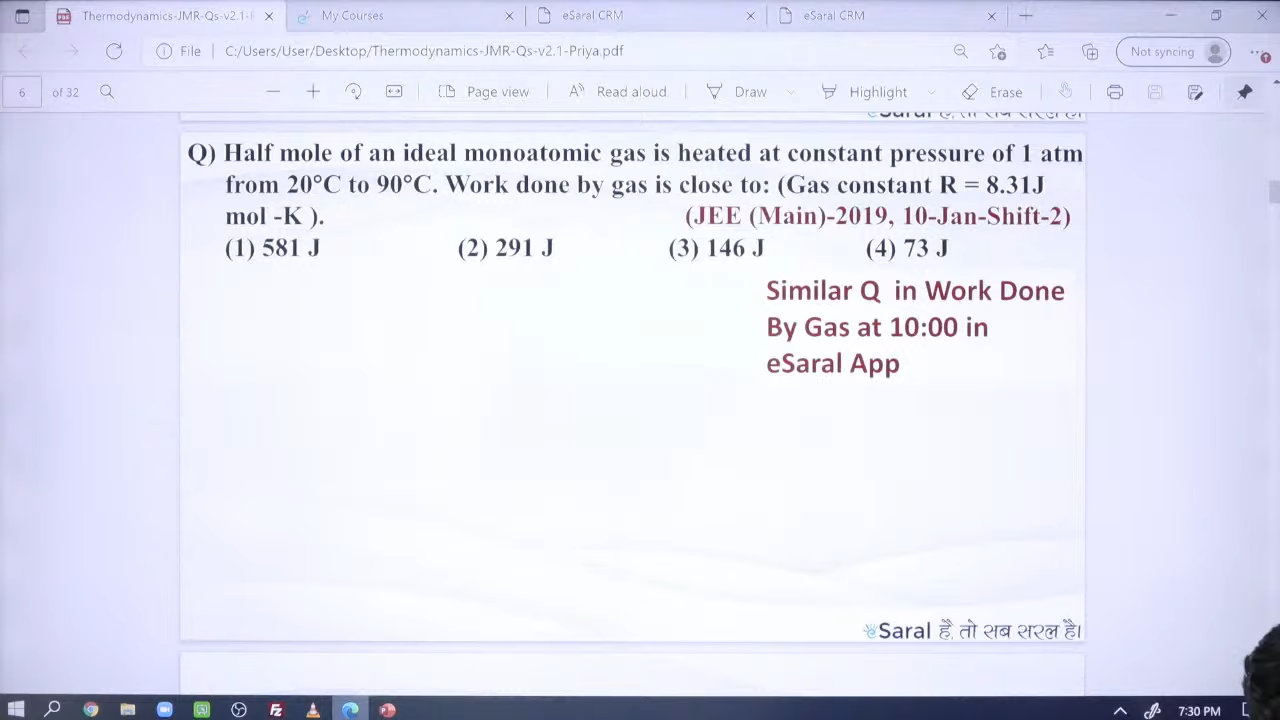 Thermodynamics-JMR-Qs-v2.1-F
My Courses
eSaral CRM
eSaral CRM
File
C:/Users/User/Desktop/Thermodynamics-JMR-Qs-v2.1-Priya.pdf
Not syncing
6 of 32
Page view
Read aloud
Draw
Highlight
Erase
Q) Half mole of an ideal monoatomic gas is heated at constant pressure of 1 atm
from 20°C to 90°C. Work done by gas is close to: (Gas constant R = 8.31J
mol -K ). (JEE (Main)-2019, 10-Jan-Shift-2)
(1) 581 J (2) 291 J (3) 146 J (4) 73 J
Similar Q in Work Done
By Gas at 10:00 in
eSaral App
Saral है, तो सब सरल है।
7:30 PM